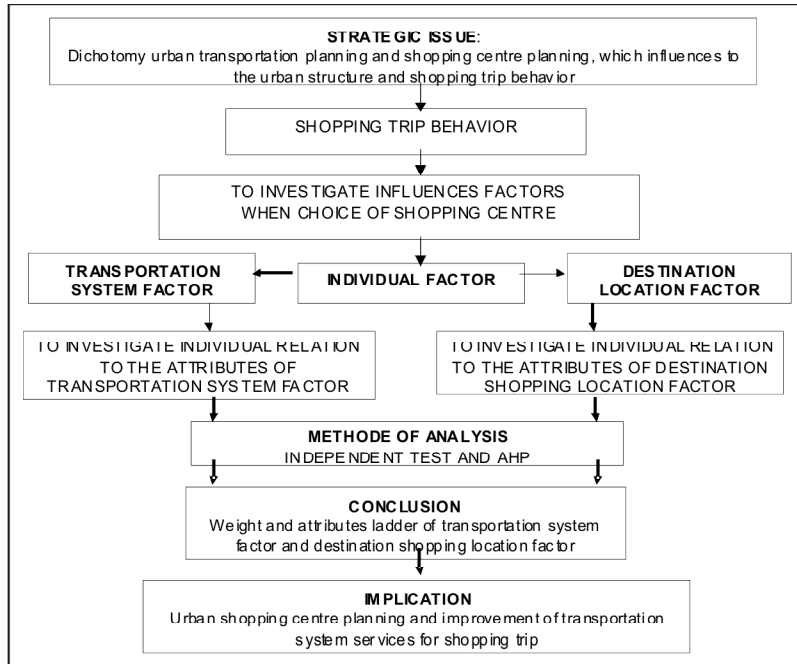 STRATEGIC ISSUE:
Dichotomy urban transportation planning and shopping centre planning, which influences to
the urban structure and shopping trip behavior
SHOPPING TRIP BEHAVIOR
TO INVESTIGATE INFLUENCES FACTORS
WHEN CHOICE OF SHOPPING CENTRE
TRANSPORTATION
SYSTEM FACTOR
INDIVIDUAL FACTOR
DESTINATION
LOCATION FACTOR
TO INVESTIGATE INDIVIDUAL RELATION
TO THE ATTRIBUTES OF
TRANSPORTATION SYSTEM FACTOR
TO INVESTIGATE INDIVIDUAL RELATION
TO THE ATTRIBUTES OF DESTINATION
SHOPPING LOCATION FACTOR
METHODE OF ANALYSIS
INDEPENDENT TEST AND AHP
CONCLUSION
Weight and attributes ladder of transportation system
factor and destination shopping location factor
IMPLICATION
Urban shopping centre planning and improvement of transportation
system services for shopping trip